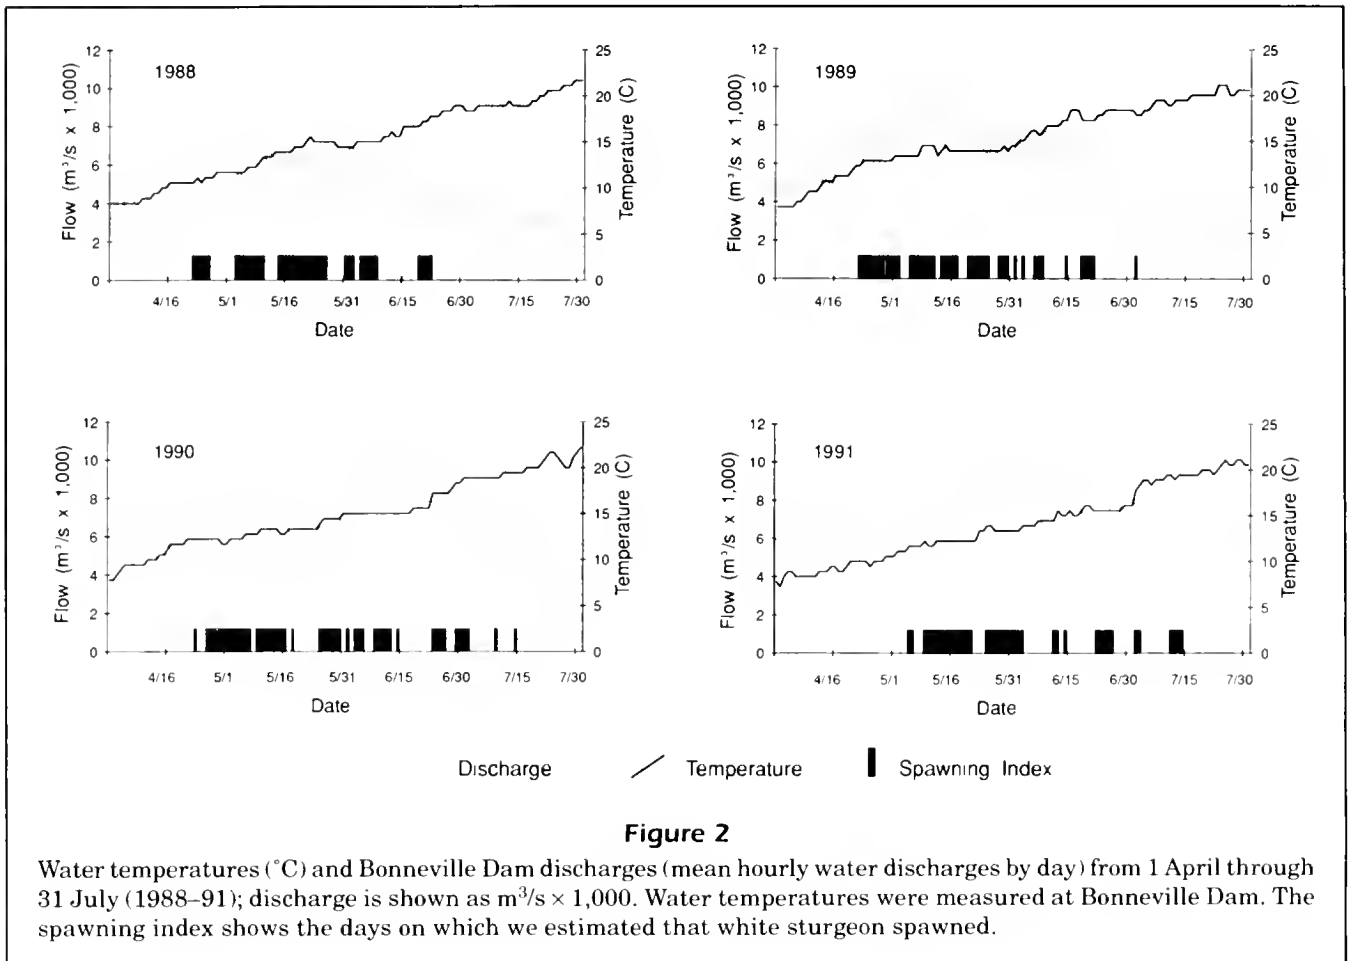 1988
Flow (m³/s x 1,000)
12
10
8
6
4
2
0
25
20
15
10
5
0
Temperature (C)
4/16 5/1 5/16 5/31 6/15 6/30 7/15 7/30
Date
1989
Flow (m³/s x 1,000)
12
10
8
6
4
2
0
25
20
15
10
5
0
Temperature (C)
4/16 5/1 5/16 5/31 6/15 6/30 7/15 7/30
Date
1990
Flow (m³/s x 1,000)
12
10
8
6
4
2
0
25
20
15
10
5
0
Temperature (C)
4/16 5/1 5/16 5/31 6/15 6/30 7/15 7/30
Date
1991
Flow (m³/s x 1,000)
12
10
8
6
4
2
0
25
20
15
10
5
0
Temperature (C)
4/16 5/1 5/16 5/31 6/15 6/30 7/15 7/30
Date
Discharge Temperature Spawning Index
Figure 2
Water temperatures (°C) and Bonneville Dam discharges (mean hourly water discharges by day) from 1 April through
31 July (1988–91); discharge is shown as m³/s × 1,000. Water temperatures were measured at Bonneville Dam. The
spawning index shows the days on which we estimated that white sturgeon spawned.